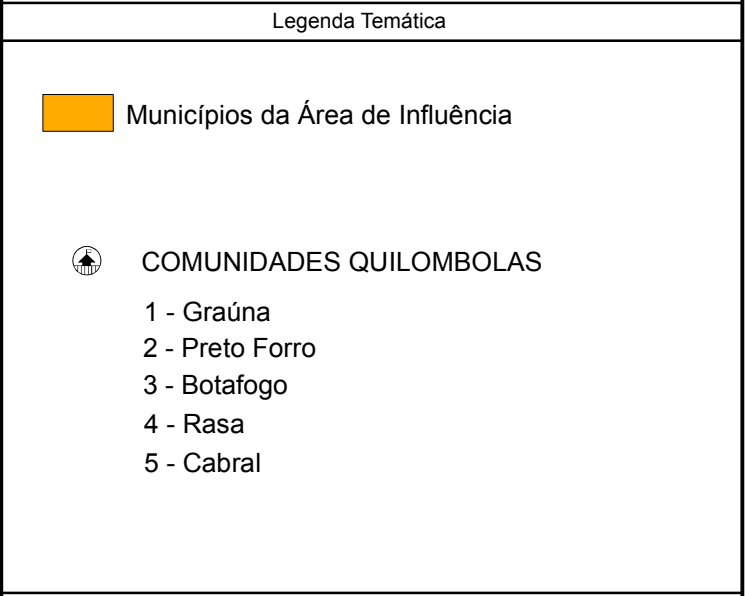 Legenda Temática
Municípios da Área de Influência
COMUNIDADES QUILOMBOLAS
1 - Graúna
2 - Preto Forro
3 - Botafogo
4 - Rasa
5 - Cabral